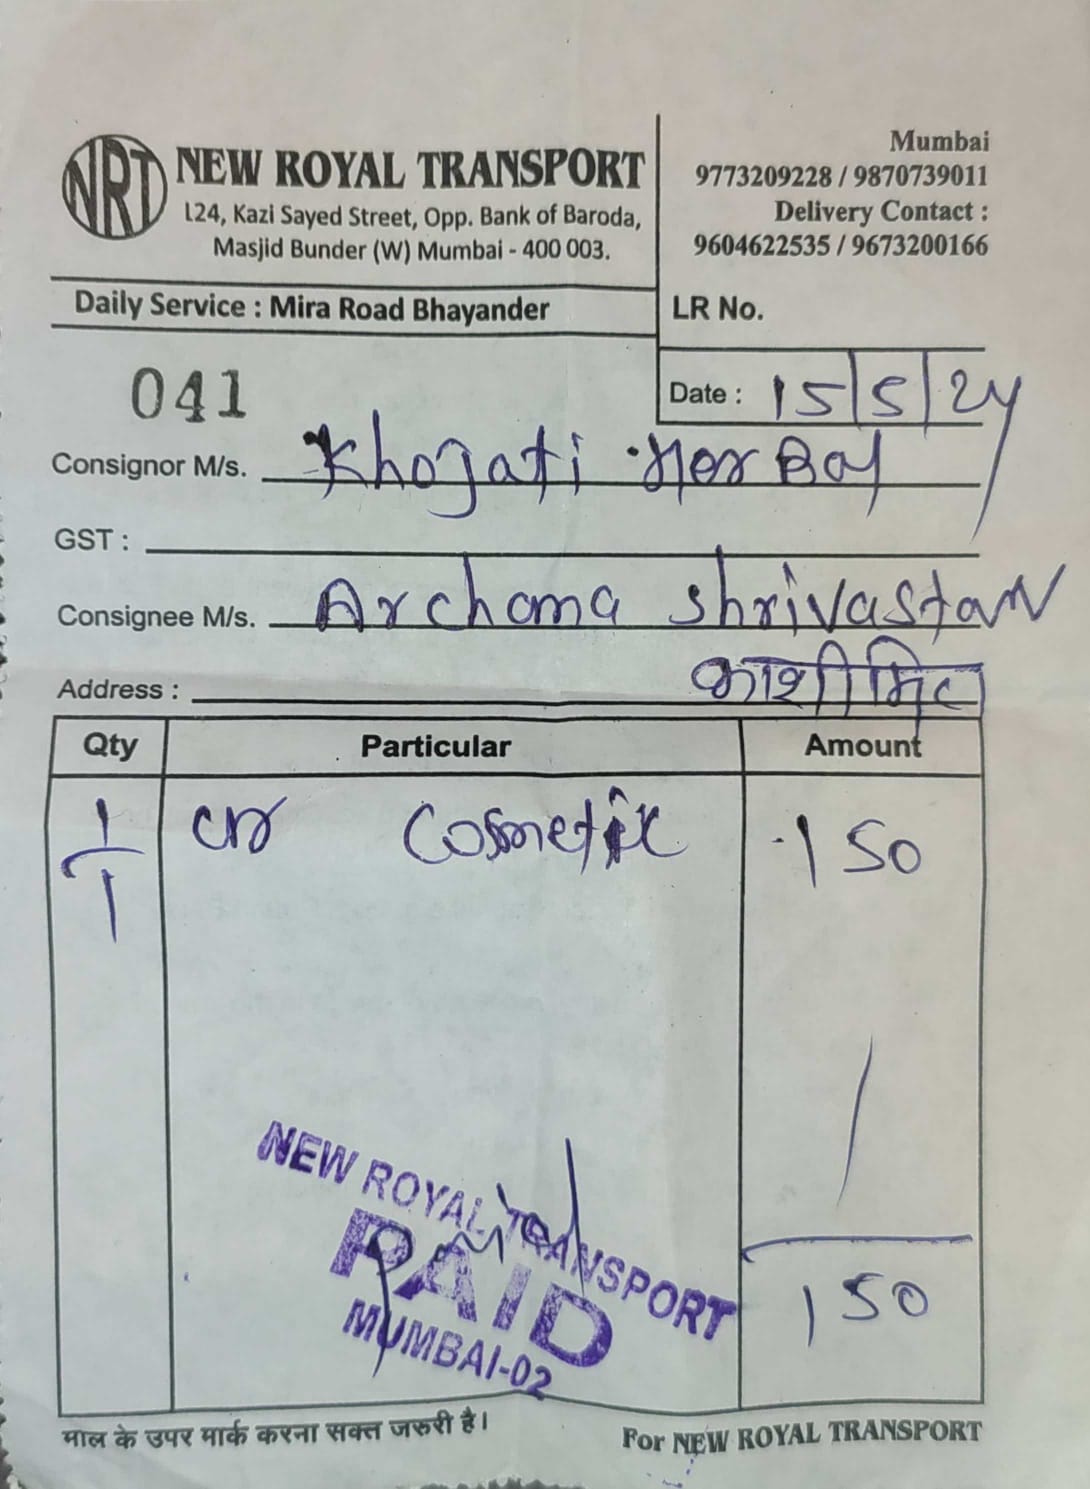 NRT NEW ROYAL TRANSPORT
L24, Kazi Sayed Street, Opp. Bank of Baroda,
Masjid Bunder (W) Mumbai - 400 003.
Mumbai
9773209228 / 9870739011
Delivery Contact :
9604622535 / 9673200166
Daily Service : Mira Road Bhayander
LR No.
041
Date : 15/5/24
Consignor M/s. Khojati Herbal
GST :
Consignee M/s. Archana Shrivastav
Address :
Qty Particular Amount
1/1 Cosmetic 150
150
NEW ROYAL TRANSPORT
PAID
MUMBAI-02
माल के उपर मार्क करना सक्त जरुरी है।
For NEW ROYAL TRANSPORT